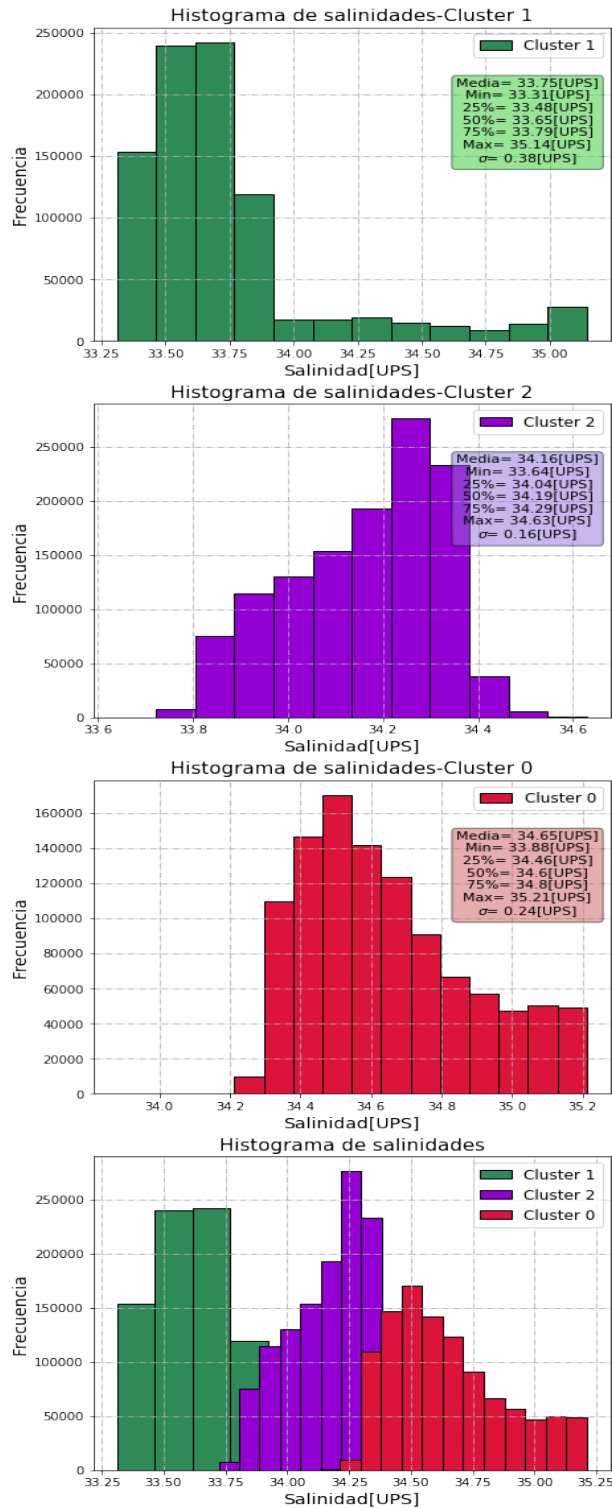 Histograma de salinidades-Cluster 1
250000
200000
150000
100000
50000
0
Frecuencia
Cluster 1
Media= 33.75[UPS]
Min= 33.31[UPS]
25%= 33.48[UPS]
50%= 33.65[UPS]
75%= 33.79[UPS]
Max= 35.14[UPS]
σ= 0.38[UPS]
33.25 33.50 33.75 34.00 34.25 34.50 34.75 35.00
Salinidad[UPS]
Histograma de salinidades-Cluster 2
250000
200000
150000
100000
50000
0
Frecuencia
Cluster 2
Media= 34.16[UPS]
Min= 33.64[UPS]
25%= 34.04[UPS]
50%= 34.19[UPS]
75%= 34.29[UPS]
Max= 34.63[UPS]
σ= 0.16[UPS]
33.6 33.8 34.0 34.2 34.4 34.6
Salinidad[UPS]
Histograma de salinidades-Cluster 0
160000
140000
120000
100000
80000
60000
40000
20000
0
Frecuencia
Cluster 0
Media= 34.65[UPS]
Min= 33.88[UPS]
25%= 34.46[UPS]
50%= 34.6[UPS]
75%= 34.8[UPS]
Max= 35.21[UPS]
σ= 0.24[UPS]
34.0 34.2 34.4 34.6 34.8 35.0 35.2
Salinidad[UPS]
Histograma de salinidades
250000
200000
150000
100000
50000
0
Frecuencia
Cluster 1
Cluster 2
Cluster 0
33.25 33.50 33.75 34.00 34.25 34.50 34.75 35.00 35.25
Salinidad[UPS]